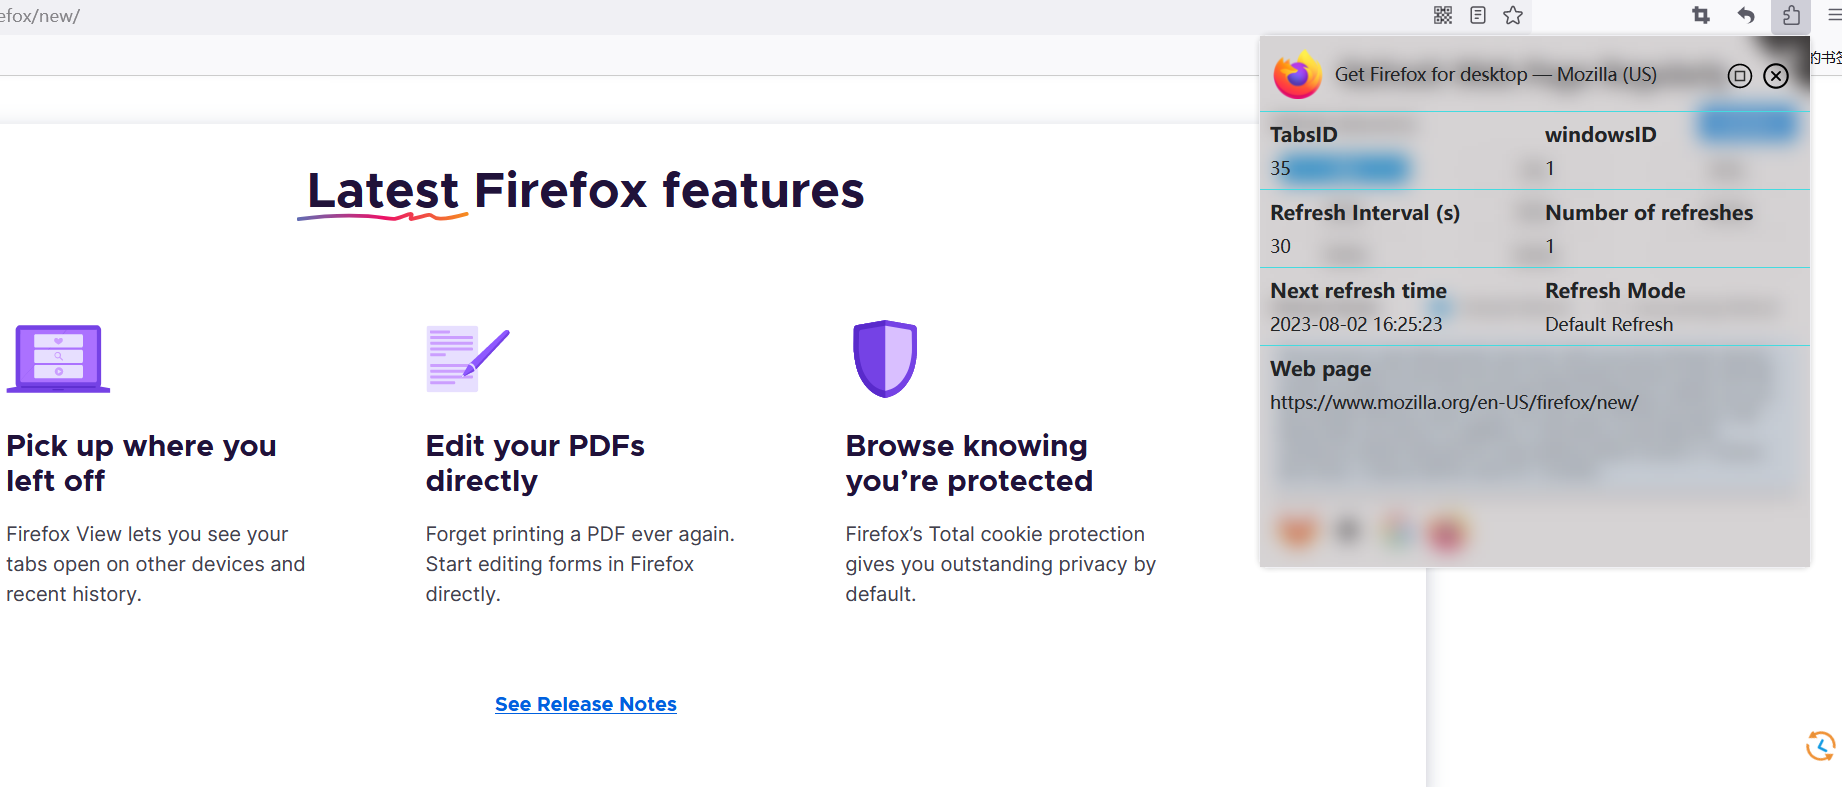 efox/new/
的书签
Get Firefox for desktop — Mozilla (US)
TabsID
windowsID
35
1
Refresh Interval (s)
Number of refreshes
30
1
Next refresh time
Refresh Mode
2023-08-02 16:25:23
Default Refresh
Web page
https://www.mozilla.org/en-US/firefox/new/
Latest Firefox features
Pick up where you
left off
Firefox View lets you see your
tabs open on other devices and
recent history.
Edit your PDFs
directly
Forget printing a PDF ever again.
Start editing forms in Firefox
directly.
Browse knowing
you’re protected
Firefox’s Total cookie protection
gives you outstanding privacy by
default.
See Release Notes